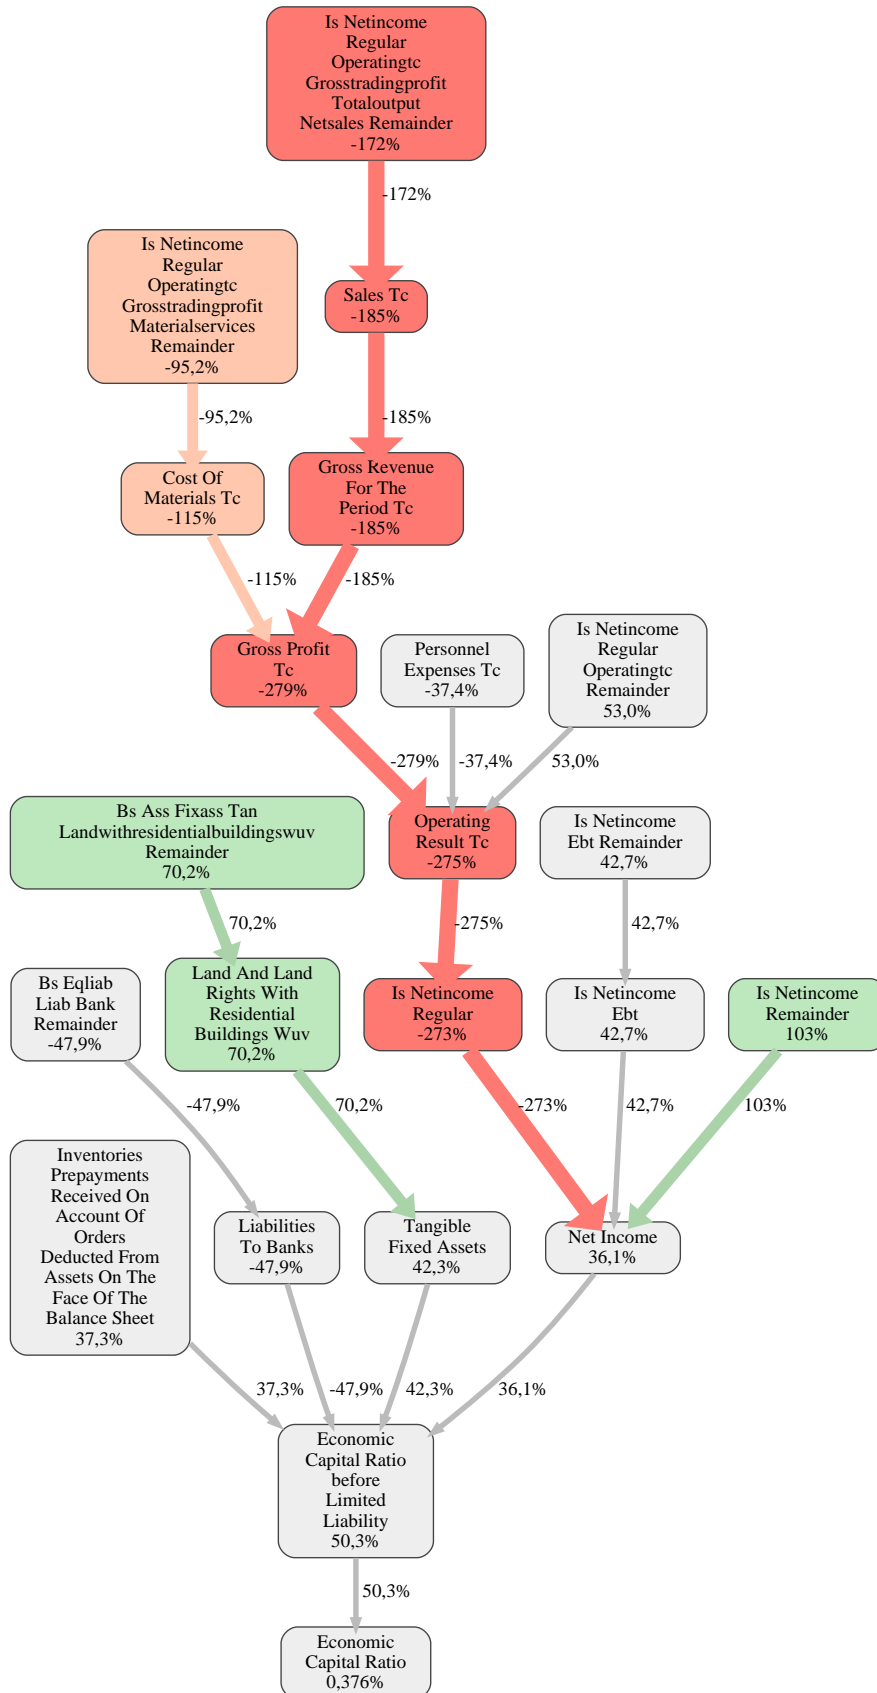 Is Netincome
Regular
Operatingtc
Grosstradingprofit
Totaloutput
Netsales Remainder
-172%
-172%
Is Netincome
Regular
Operatingtc
Grosstradingprofit
Materialservices
Remainder
-95,2%
Sales Tc
-185%
-95,2%
-185%
Cost Of
Materials Tc
-115%
Gross Revenue
For The
Period Tc
-185%
-115%
-185%
Gross Profit
Tc
-279%
Personnel
Expenses Tc
-37,4%
Is Netincome
Regular
Operatingtc
Remainder
53,0%
-279%
-37,4%
53,0%
Bs Ass Fixass Tan
Landwithresidentialbuildingswuv
Remainder
70,2%
Operating
Result Tc
-275%
Is Netincome
Ebt Remainder
42,7%
70,2%
-275%
42,7%
Bs Eqliab
Liab Bank
Remainder
-47,9%
Land And Land
Rights With
Residential
Buildings Wuv
70,2%
Is Netincome
Regular
-273%
Is Netincome
Ebt
42,7%
Is Netincome
Remainder
103%
-47,9%
70,2%
-273%
42,7%
103%
Inventories
Prepayments
Received On
Account Of
Orders
Deducted From
Assets On The
Face Of The
Balance Sheet
37,3%
Liabilities
To Banks
-47,9%
Tangible
Fixed Assets
42,3%
Net Income
36,1%
37,3%
-47,9%
42,3%
36,1%
Economic
Capital Ratio
before
Limited
Liability
50,3%
50,3%
Economic
Capital Ratio
0,376%